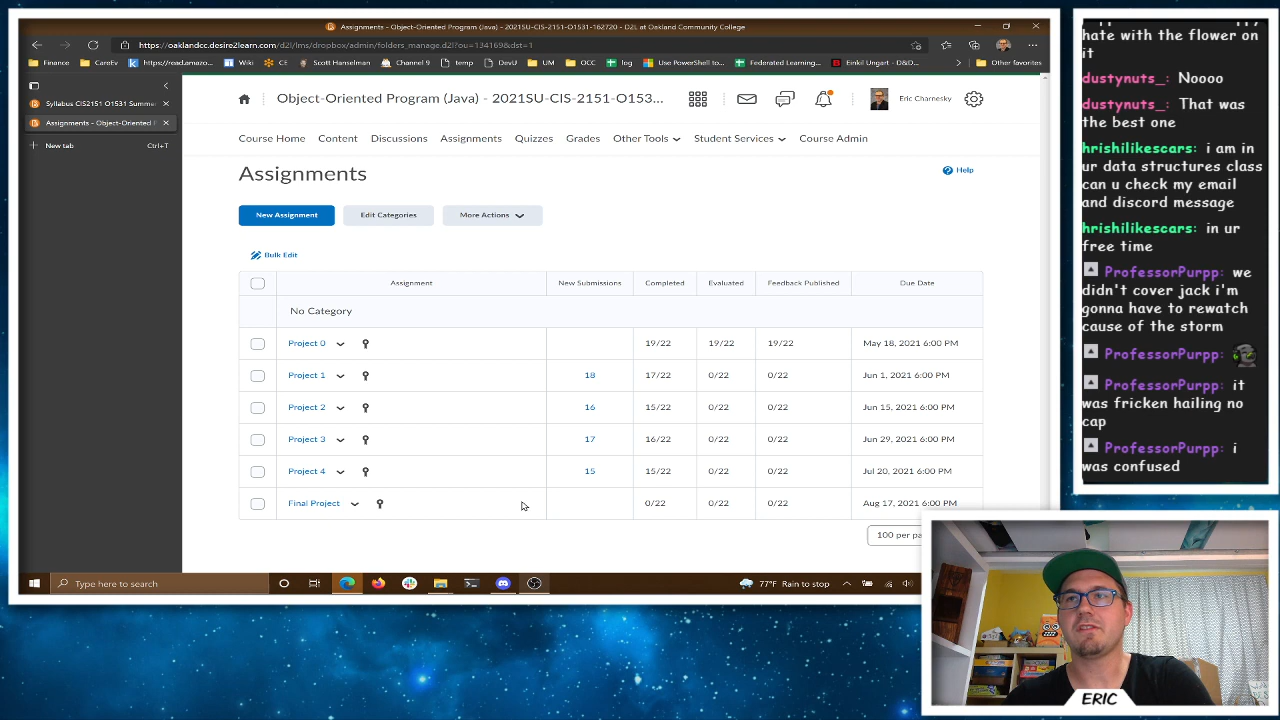 Assignments - Object-Oriented Program (Java) - 2021SU-CIS-2151-O1531-162720 - D2L at Oakland Community College
https://oaklandcc.desire2learn.com/d2l/lms/dropbox/admin/folders_manage.d2l?ou=134169&dst=1
Finance
CareEv
https://road.amazo...
Wiki
CE
Scott Hanselman
Channel 9
temp
DevU
UM
OCC
log
Use PowerShell to...
Federated Learning...
Einkil Ungart - D&D...
Other favorites
Syllabus CIS2151 O1531 Summe
Assignments - Object-Oriented F
New tab Ctrl+T
Object-Oriented Program (Java) - 2021SU-CIS-2151-O153...
Eric Charnesky
Course Home Content Discussions Assignments Quizzes Grades Other Tools Student Services Course Admin
Assignments
Help
New Assignment Edit Categories More Actions
Bulk Edit
Assignment New Submissions Completed Evaluated Feedback Published Due Date
No Category
Project 0 19/22 19/22 19/22 May 18, 2021 6:00 PM
Project 1 18 17/22 0/22 0/22 Jun 1, 2021 6:00 PM
Project 2 16 15/22 0/22 0/22 Jun 15, 2021 6:00 PM
Project 3 17 16/22 0/22 0/22 Jun 29, 2021 6:00 PM
Project 4 15 15/22 0/22 0/22 Jul 20, 2021 6:00 PM
Final Project 0/22 0/22 0/22 Aug 17, 2021 6:00 PM
100 per pa
Type here to search
77°F Rain to stop
hate with the flower on
it
dustynuts_: Noooo
dustynuts_: That was
the best one
hrishilikescars: i am in
ur data structures class
can u check my email
and discord message
hrishilikescars: in ur
free time
ProfessorPurpp: we
didn't cover jack i'm
gonna have to rewatch
cause of the storm
ProfessorPurpp:
ProfessorPurpp: it
was fricken hailing no
cap
ProfessorPurpp: i
was confused
ERIC